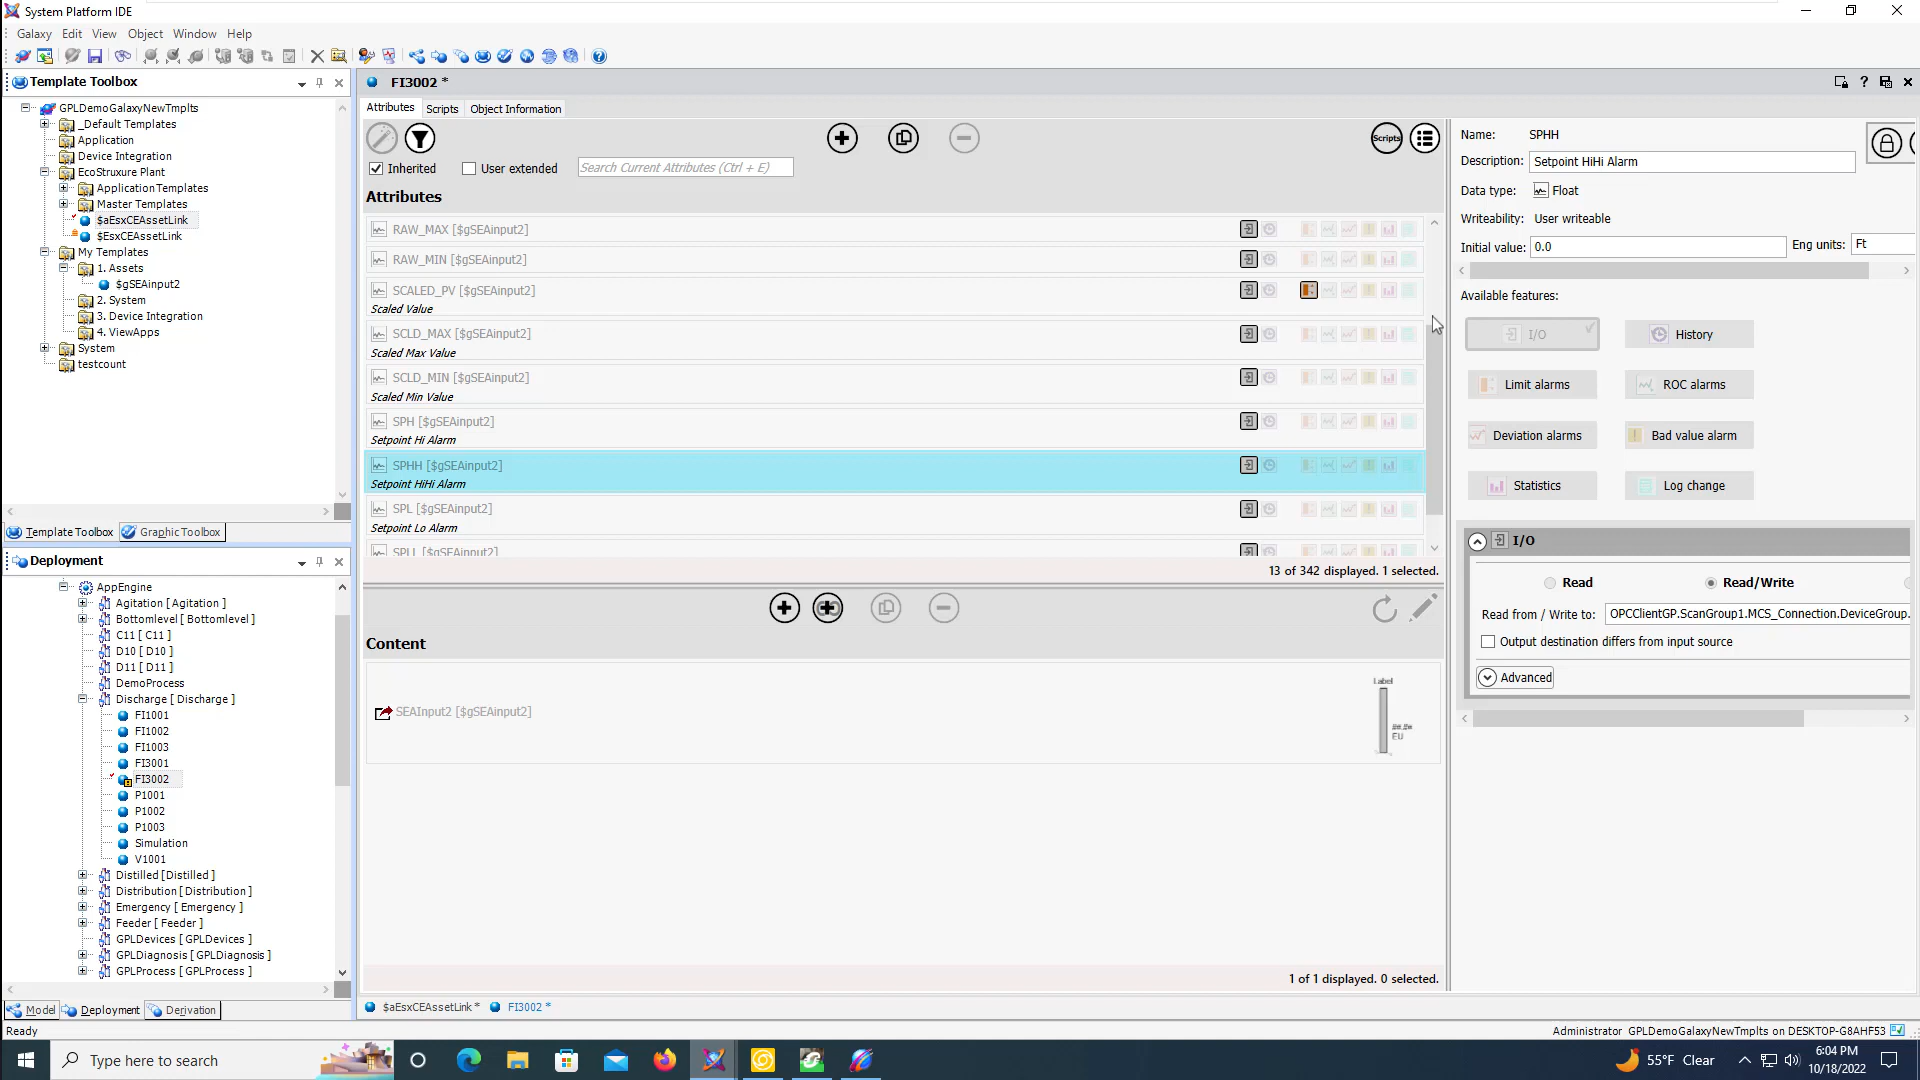 System Platform IDE
Galaxy Edit View Object Window Help
Template Toolbox
GPLDemoGalaxyNewTmplts
_Default Templates
Application
Device Integration
EcoStruxure Plant
Application Templates
Master Templates
$aEsxCEAssetLink
$EsxCEAssetLink
My Templates
1. Assets
$gSEAinput2
2. System
3. Device Integration
4. ViewApps
System
testcount
Template Toolbox Graphic Toolbox
Deployment
AppEngine
Agitation [ Agitation ]
Bottomlevel [ Bottomlevel ]
C11 [ C11 ]
D10 [ D10 ]
D11 [ D11 ]
DemoProcess
Discharge [ Discharge ]
FI1001
FI1002
FI1003
FI3001
FI3002
P1001
P1002
P1003
Simulation
V1001
Distilled [Distilled ]
Distribution [ Distribution ]
Emergency [ Emergency ]
Feeder [ Feeder ]
GPLDevices [ GPLDevices ]
GPLDiagnosis [ GPLDiagnosis ]
GPLProcess [ GPLProcess ]
Model Deployment Derivation
Ready
FI3002 *
Attributes Scripts Object Information
Scripts
Inherited User extended Search Current Attributes (Ctrl + E)
Attributes
RAW_MAX [$gSEAinput2]
RAW_MIN [$gSEAinput2]
SCALED_PV [$gSEAinput2]
Scaled Value
SCLD_MAX [$gSEAinput2]
Scaled Max Value
SCLD_MIN [$gSEAinput2]
Scaled Min Value
SPH [$gSEAinput2]
Setpoint Hi Alarm
SPHH [$gSEAinput2]
Setpoint HiHi Alarm
SPL [$gSEAinput2]
Setpoint Lo Alarm
SPLL [$gSEAinput2]
13 of 342 displayed. 1 selected.
Content
SEAInput2 [$gSEAinput2]
Label
##.##
EU
1 of 1 displayed. 0 selected.
$aEsxCEAssetLink * FI3002 *
Name: SPHH
Description: Setpoint HiHi Alarm
Data type: Float
Writeability: User writeable
Initial value: 0.0 Eng units: Ft
Available features:
I/O History
Limit alarms ROC alarms
Deviation alarms Bad value alarm
Statistics Log change
I/O
Read Read/Write
Read from / Write to: OPCClientGP.ScanGroup1.MCS_Connection.DeviceGroup.
Output destination differs from input source
Advanced
Administrator GPLDemoGalaxyNewTmplts on DESKTOP-G8AHF53
Type here to search
55°F Clear
6:04 PM
10/18/2022